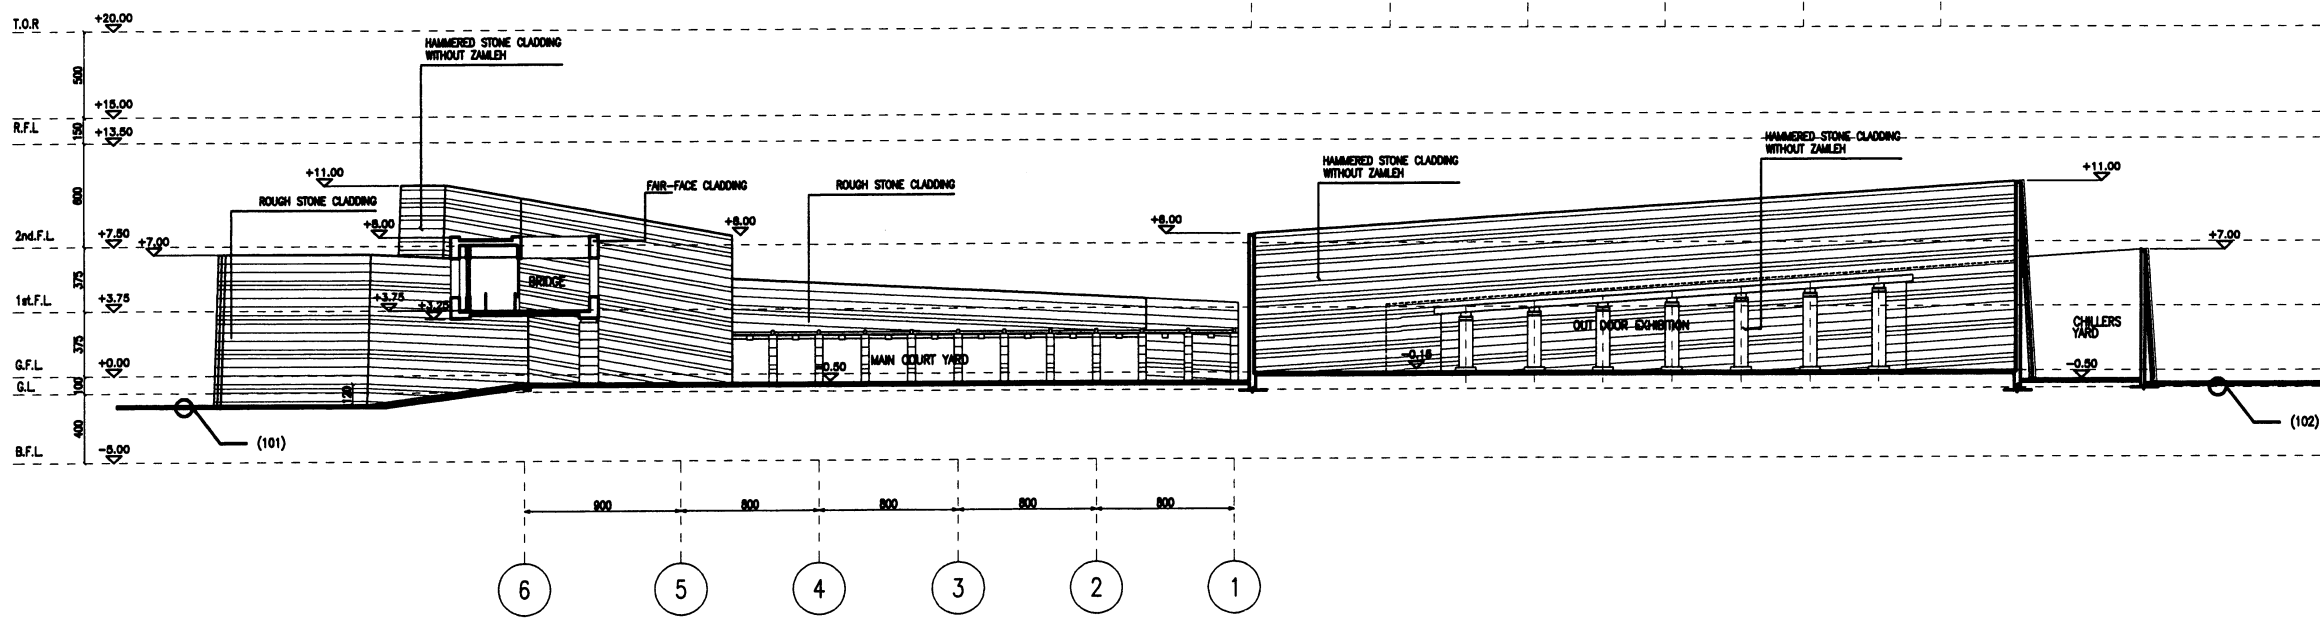 T.O.R
+20.00
500
HAMMERED STONE CLADDING
WITHOUT ZAMLEH
+15.00
R.F.L
150
+13.50
HAMMERED STONE CLADDING
WITHOUT ZAMLEH
HAMMERED STONE CLADDING
WITHOUT ZAMLEH
+11.00
+11.00
600
ROUGH STONE CLADDING
FAIR-FACE CLADDING
ROUGH STONE CLADDING
+8.00
+8.00
+8.00
2nd.F.L.
+7.50
+7.00
+7.00
375
BRIDGE
1st.F.L.
+3.75
+3.75
+3.25
OUT DOOR EXHIBITION
CHILLERS
YARD
375
MAIN COURT YARD
G.F.L.
+0.00
-0.50
-0.15
-0.50
G.L.
100
120
400
(101)
(102)
B.F.L.
-5.00
900
800
800
800
800
6
5
4
3
2
1